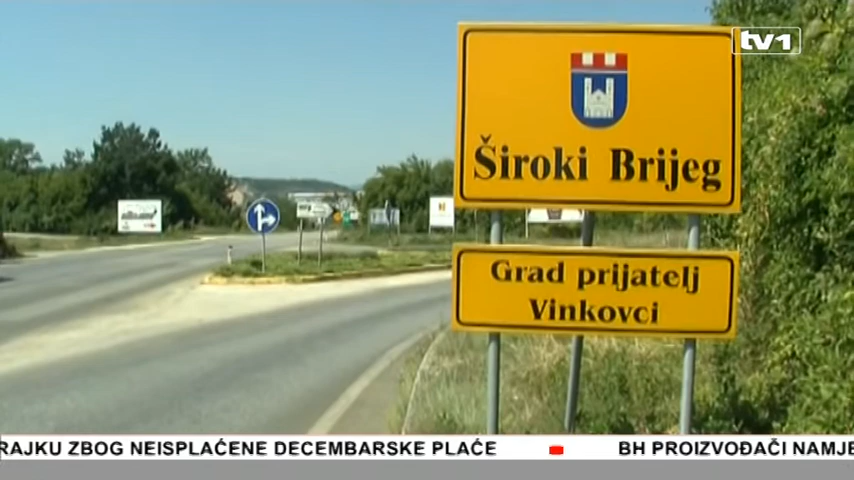 tv1
Široki Brijeg
Grad prijatelj
Vinkovci
RAJKU ZBOG NEISPLAĆENE DECEMBARSKE PLAĆE
BH PROIZVOĐAČI NAMJE